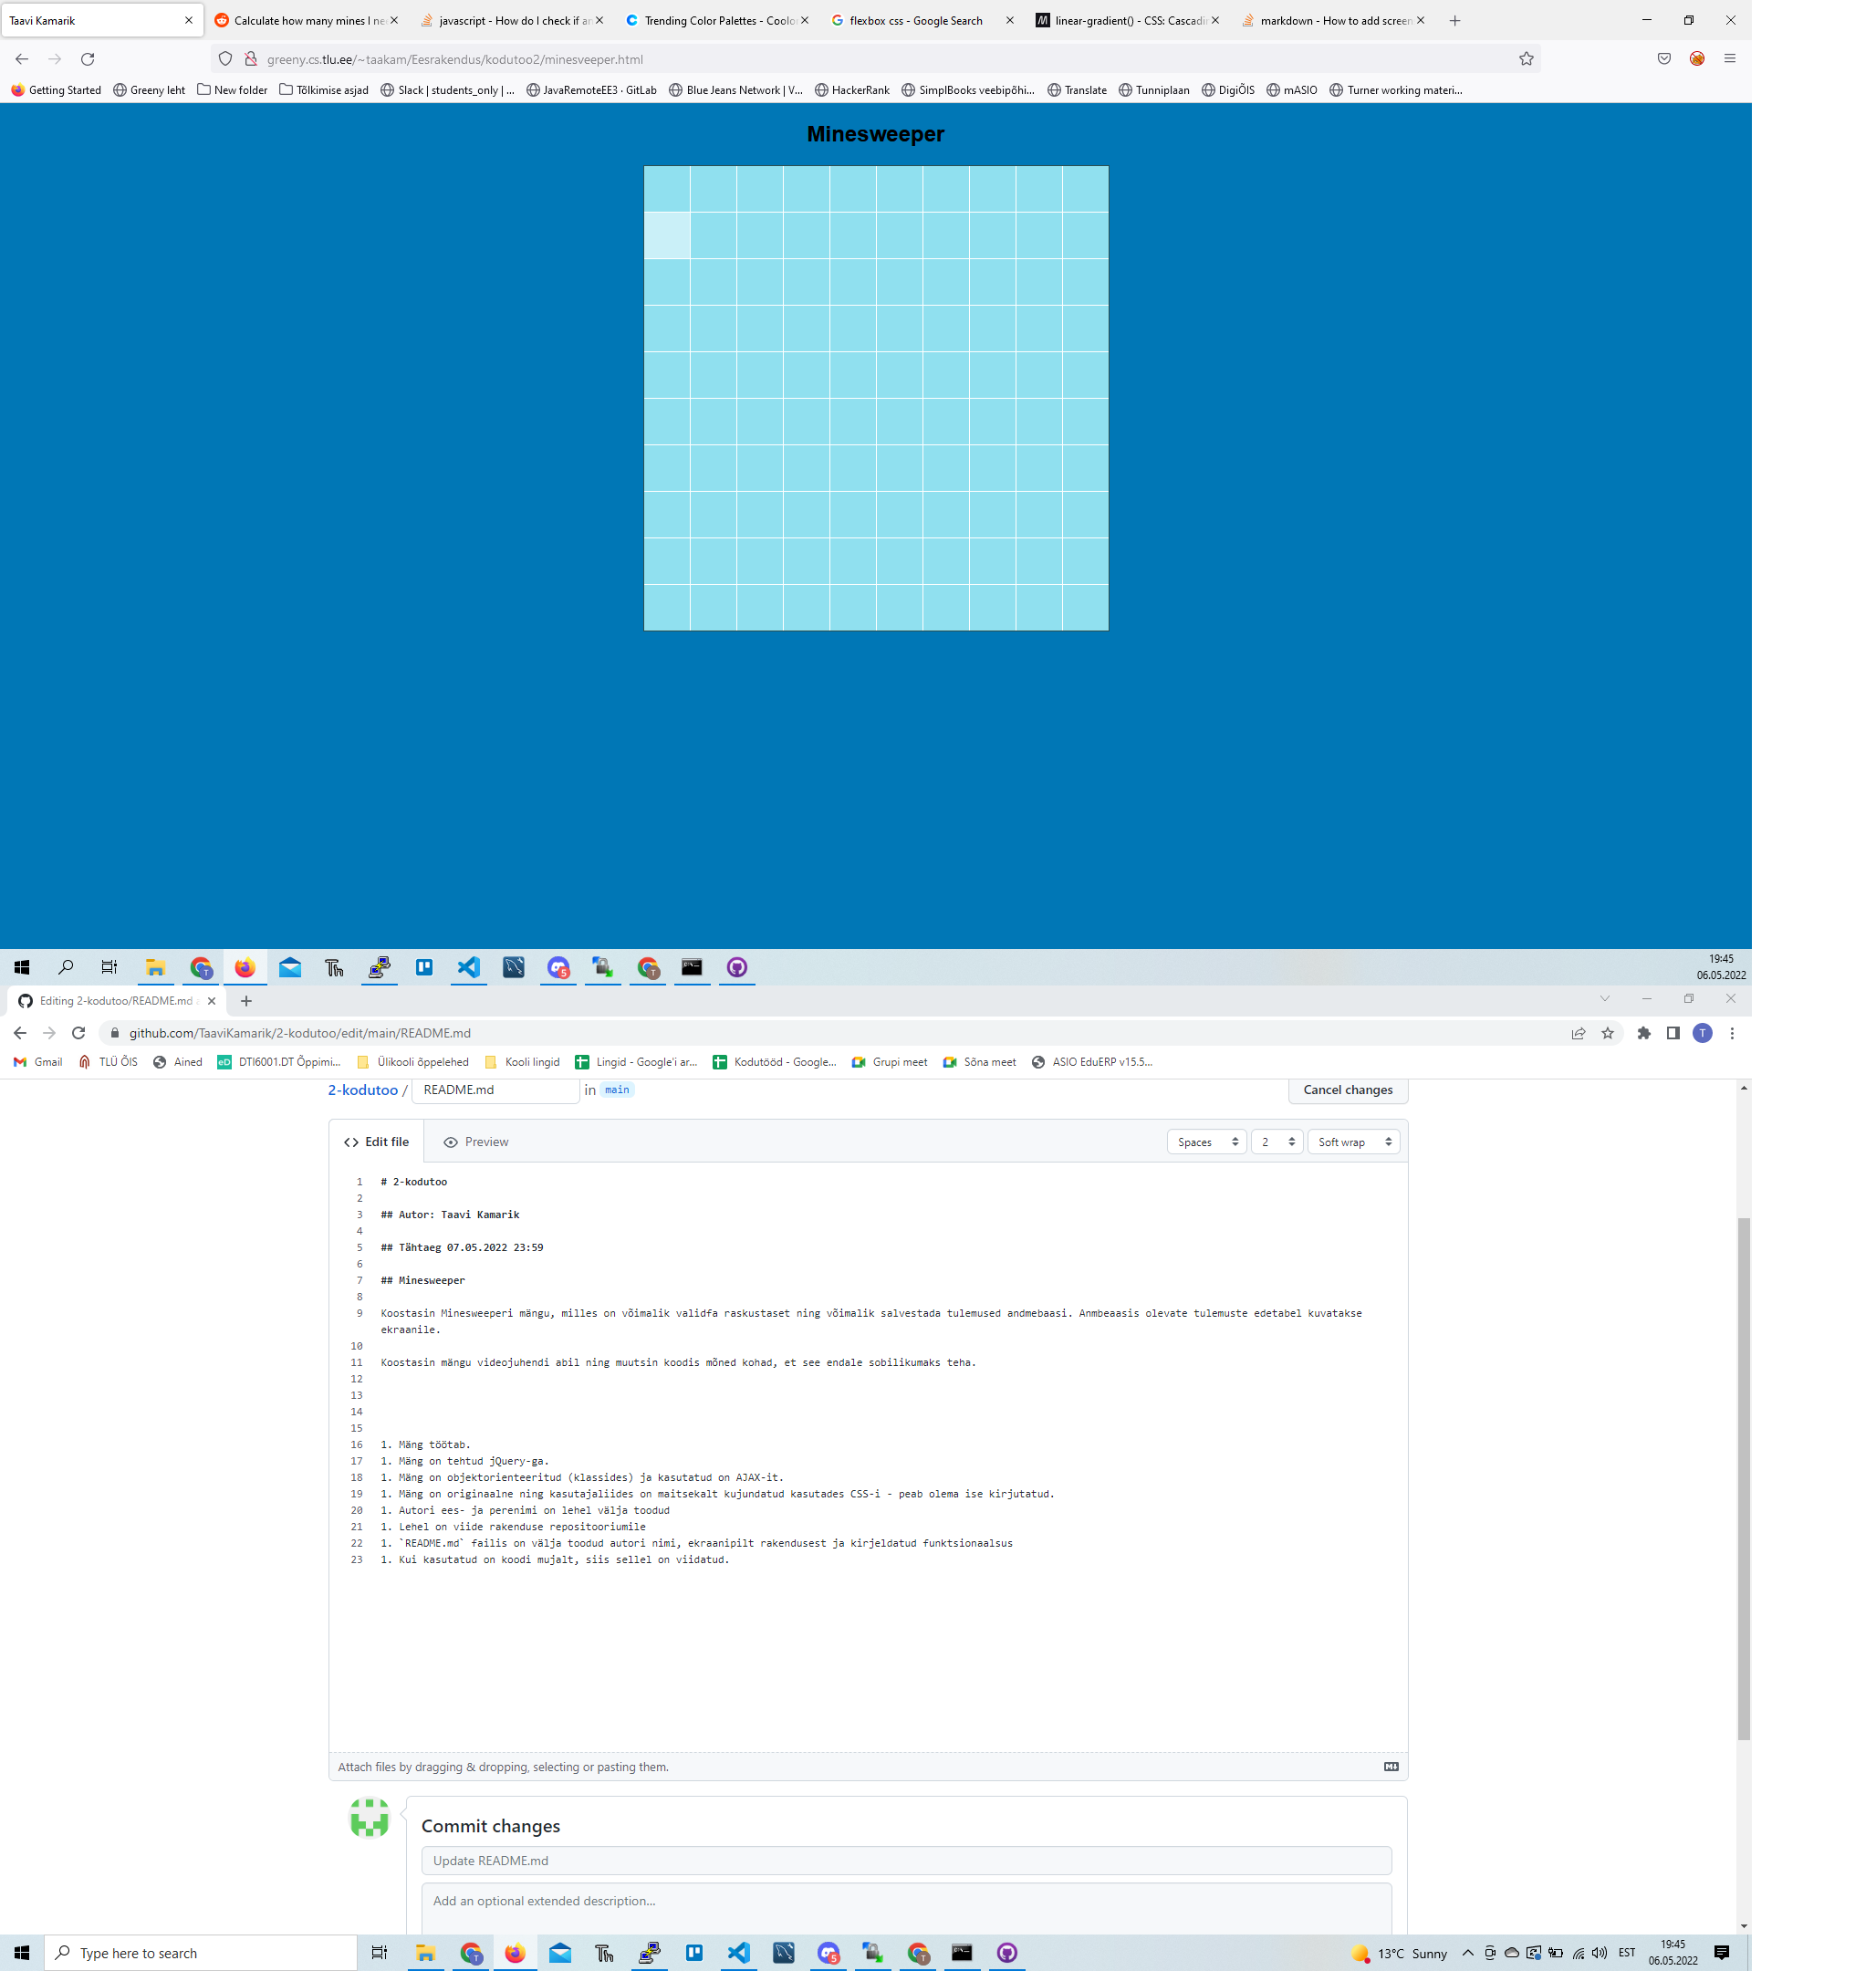 Taavi Kamarik
Calculate how many mines I ne
javascript - How do I check if an
Trending Color Palettes - Coolor
flexbox css - Google Search
linear-gradient() - CSS: Cascadin
markdown - How to add screen
greeny.cs.tlu.ee/~taakam/Eesrakendus/kodutoo2/minesveeper.html
Getting Started
Greeny leht
New folder
Tõlkimise asjad
Slack | students_only | ...
JavaRemoteEE3 · GitLab
Blue Jeans Network | V...
HackerRank
SimplBooks veebipõhi...
Translate
Tunniplaan
DigiÕIS
mASIO
Turner working materi...
Minesweeper
19:45
06.05.2022
Editing 2-kodutoo/README.md
github.com/TaaviKamarik/2-kodutoo/edit/main/README.md
Gmail
TLÜ ÕIS
Ained
DTI6001.DT Õppimi...
Ülikooli õppelehed
Kooli lingid
Lingid - Google'i ar...
Kodutööd - Google...
Grupi meet
Sõna meet
ASIO EduERP v15.5...
2-kodutoo / README.md in main
Cancel changes
Edit file
Preview
Spaces
2
Soft wrap
1 # 2-kodutoo
2
3 ## Autor: Taavi Kamarik
4
5 ## Tähtaeg 07.05.2022 23:59
6
7 ## Minesweeper
8
9 Koostasin Minesweeperi mängu, milles on võimalik validfa raskustaset ning võimalik salvestada tulemused andmebaasi. Anmbeaasis olevate tulemuste edetabel kuvatakse
ekraanile.
10
11 Koostasin mängu videojuhendi abil ning muutsin koodis mõned kohad, et see endale sobilikumaks teha.
12
13
14
15
16 1. Mäng töötab.
17 1. Mäng on tehtud jQuery-ga.
18 1. Mäng on objektorienteeritud (klassides) ja kasutatud on AJAX-it.
19 1. Mäng on originaalne ning kasutajaliides on maitsekalt kujundatud kasutades CSS-i - peab olema ise kirjutatud.
20 1. Autori ees- ja perenimi on lehel välja toodud
21 1. Lehel on viide rakenduse repositooriumile
22 1. `README.md` failis on välja toodud autori nimi, ekraanipilt rakendusest ja kirjeldatud funktsionaalsus
23 1. Kui kasutatud on koodi mujalt, siis sellel on viidatud.
Attach files by dragging & dropping, selecting or pasting them.
Commit changes
Update README.md
Add an optional extended description...
Type here to search
13°C Sunny
EST
19:45
06.05.2022